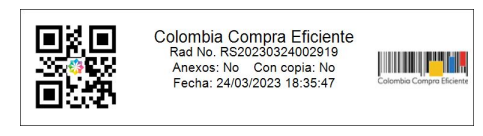 Colombia Compra Eficiente
Rad No. RS20230324002919
Anexos: No Con copia: No
Fecha: 24/03/2023 18:35:47
Colombia Compra Eficiente